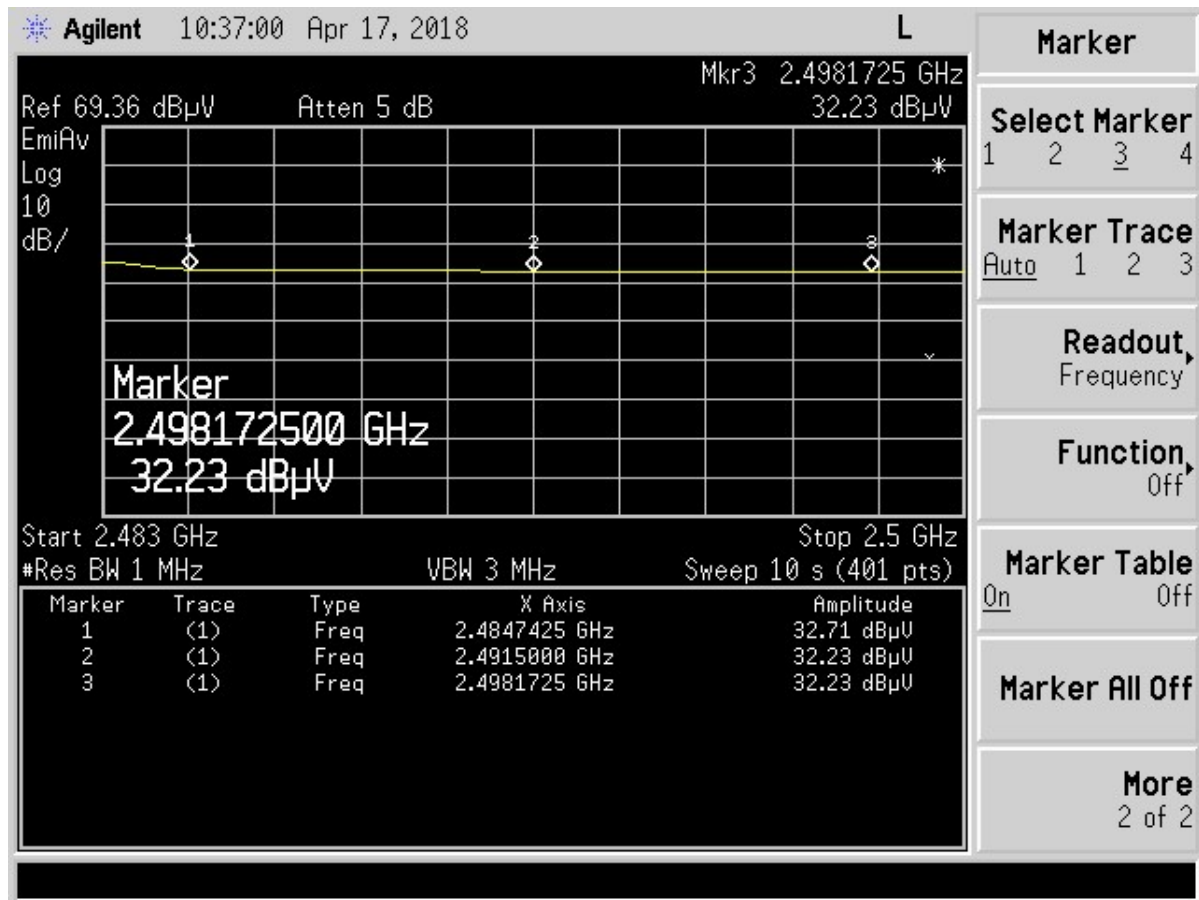 Agilent 10:37:00 Apr 17, 2018 L
Mkr3 2.4981725 GHz
Ref 69.36 dBµV Atten 5 dB 32.23 dBµV
EmiAv
Log
10
dB/
1 2 3
Marker
2.498172500 GHz
32.23 dBµV
Start 2.483 GHz Stop 2.5 GHz
#Res BW 1 MHz VBW 3 MHz Sweep 10 s (401 pts)
Marker Trace Type X Axis Amplitude
1 (1) Freq 2.4847425 GHz 32.71 dBµV
2 (1) Freq 2.4915000 GHz 32.23 dBµV
3 (1) Freq 2.4981725 GHz 32.23 dBµV
Marker
Select Marker
1 2 3 4
Marker Trace
Auto 1 2 3
Readout
Frequency
Function
Off
Marker Table
On Off
Marker All Off
More
2 of 2